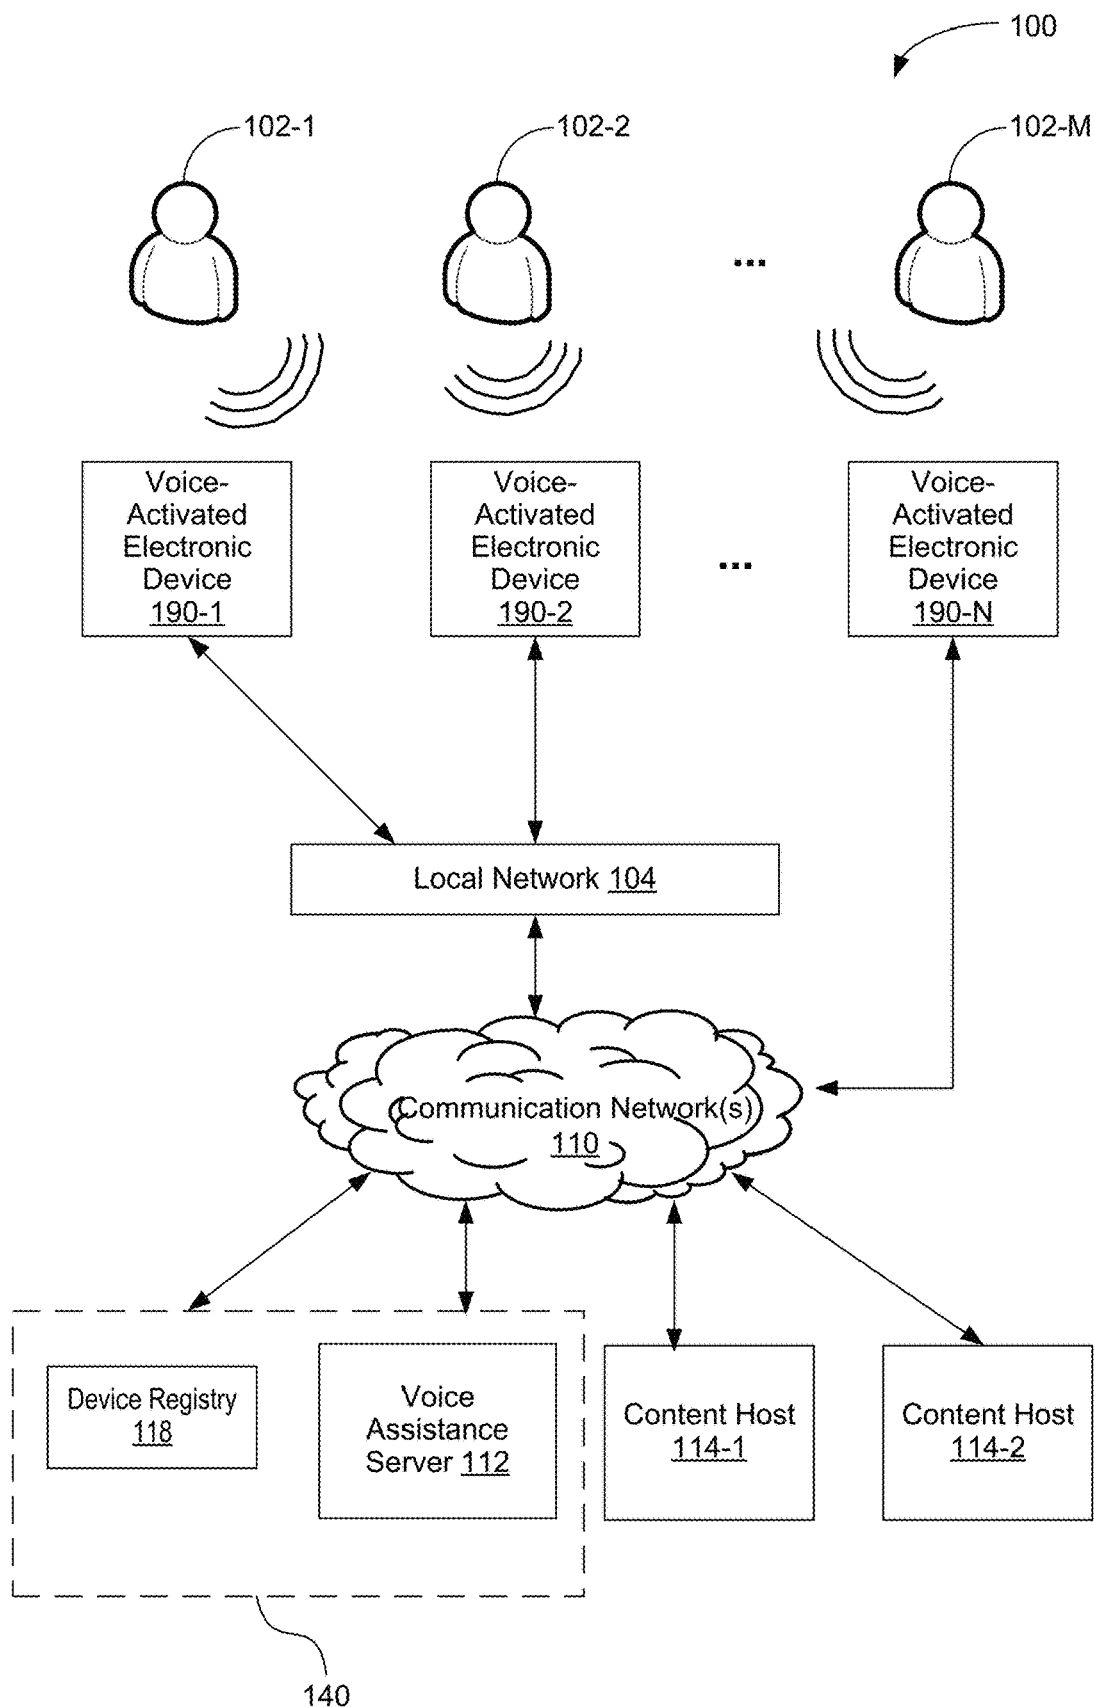 100
102-1
102-2
102-M
...
Voice-
Activated
Electronic
Device
190-1
Voice-
Activated
Electronic
Device
190-2
...
Voice-
Activated
Electronic
Device
190-N
Local Network 104
Communication Network(s)
110
Device Registry
118
Voice
Assistance
Server 112
Content Host
114-1
Content Host
114-2
140